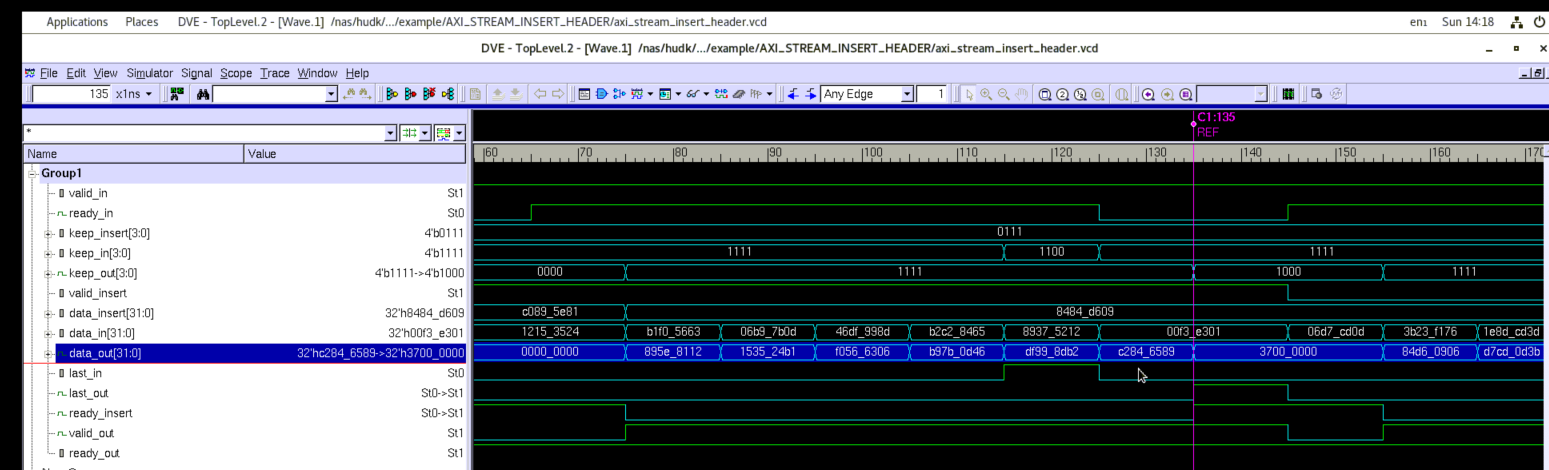 Applications Places DVE - TopLevel.2 - [Wave.1] /nas/hudk/.../example/AXI_STREAM_INSERT_HEADER/axi_stream_insert_header.vcd en1 Sun 14:18
DVE - TopLevel.2 - [Wave.1] /nas/hudk/.../example/AXI_STREAM_INSERT_HEADER/axi_stream_insert_header.vcd
File Edit View Simulator Signal Scope Trace Window Help
135 x1ns Any Edge 1
C1:135
* REF
Name Value 60 70 80 90 100 110 120 130 140 150 160 170
Group1
valid_in St1
ready_in St0
keep_insert[3:0] 4'b0111 0111
keep_in[3:0] 4'b1111 1111 1100 1111
keep_out[3:0] 4'b1111->4'b1000 0000 1111 1000 1111
valid_insert St1
data_insert[31:0] 32'h8484_d609 c089_5e81 8484_d609
data_in[31:0] 32'h00f3_e301 1215_3524 b1f0_5663 06b9_7b0d 46df_998d b2c2_8465 8937_5212 00f3_e301 06d7_cd0d 3b23_f176 1e8d_cd3d
data_out[31:0] 32'hc284_6589->32'h3700_0000 0000_0000 895e_8112 1535_24b1 f056_6306 b97b_0d46 df99_8db2 c284_6589 3700_0000 84d6_0906 d7cd_0d3b
last_in St0
last_out St0->St1
ready_insert St0->St1
valid_out St1
ready_out St1